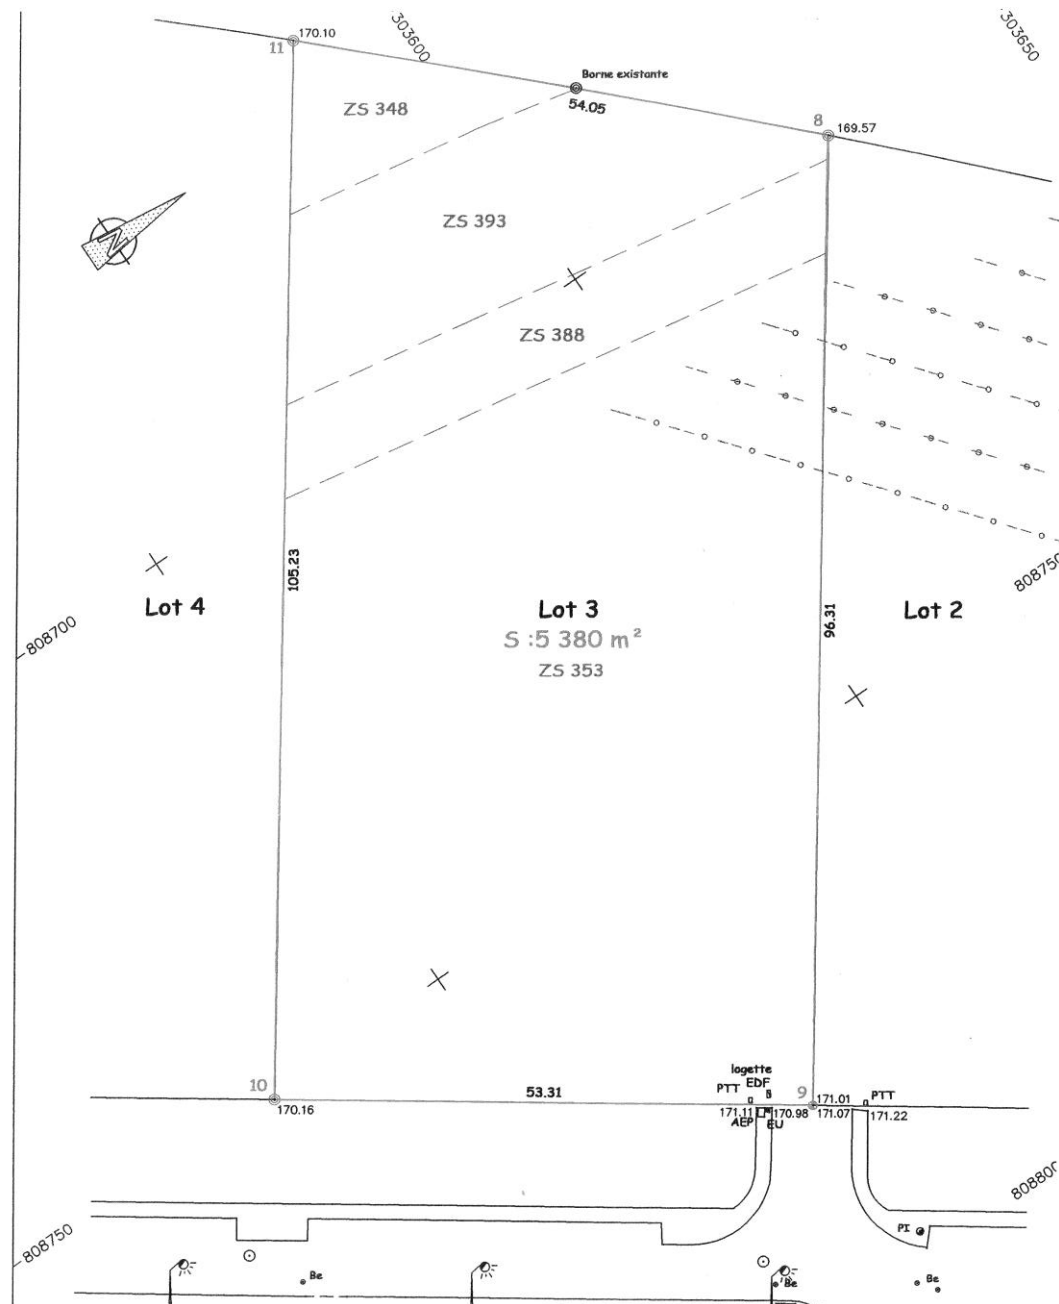 303600
303650
11
170.10
Borne existante
54.05
ZS 348
8
169.57
ZS 393
N
ZS 388
105.23
96.31
808750
Lot 4
Lot 3
Lot 2
S :5 380 m²
808700
ZS 353
10
170.16
53.31
logette
EDF
PTT
9
171.01
PTT
171.11
170.98
171.07
171.22
AEP
EU
808800
PI
808750
Be
Be
Be